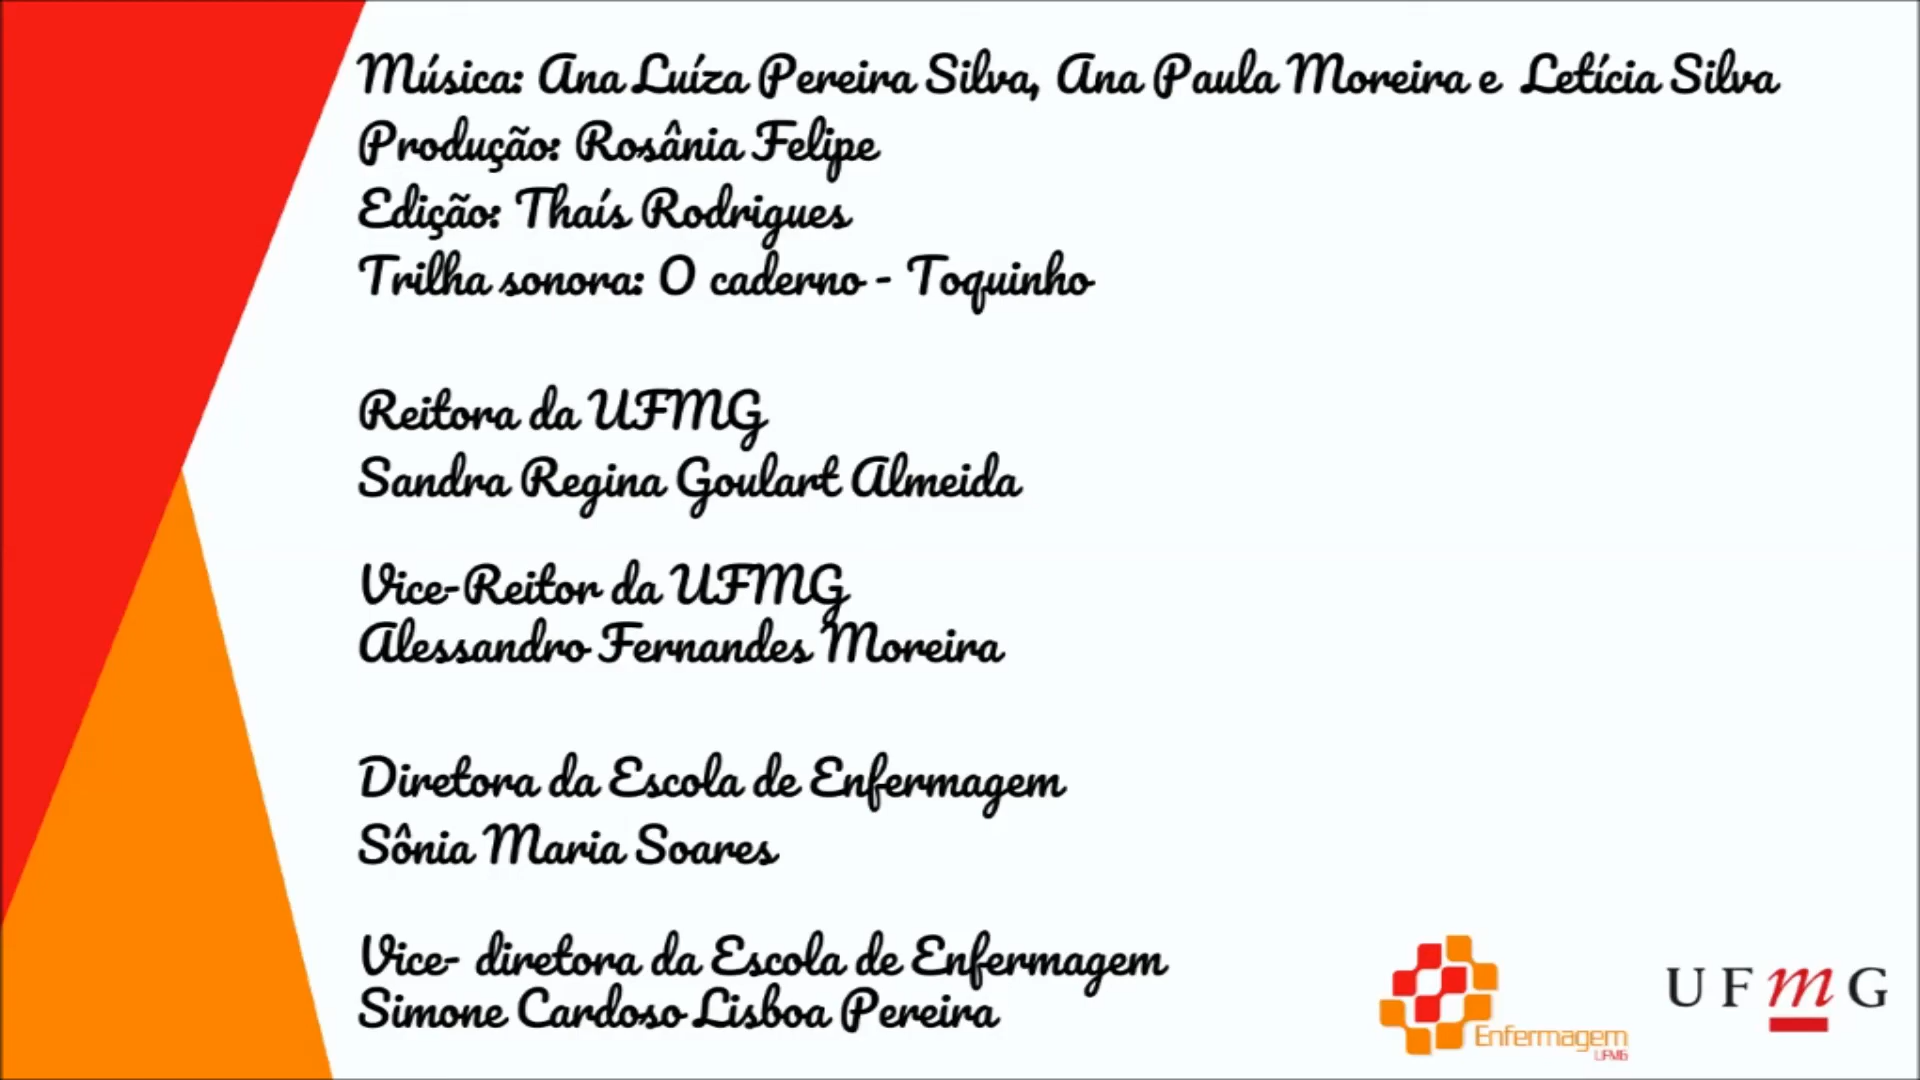 Música: Ana Luíza Pereira Silva, Ana Paula Moreira e Letícia Silva
Produção: Rosânia Felipe
Edição: Thaís Rodrigues
Trilha sonora: O caderno - Toquinho
Reitora da UFMG
Sandra Regina Goulart Almeida
Vice-Reitor da UFMG
Alessandro Fernandes Moreira
Diretora da Escola de Enfermagem
Sônia Maria Soares
Vice- diretora da Escola de Enfermagem
Simone Cardoso Lisboa Pereira
Enfermagem
UFMG
UFmG